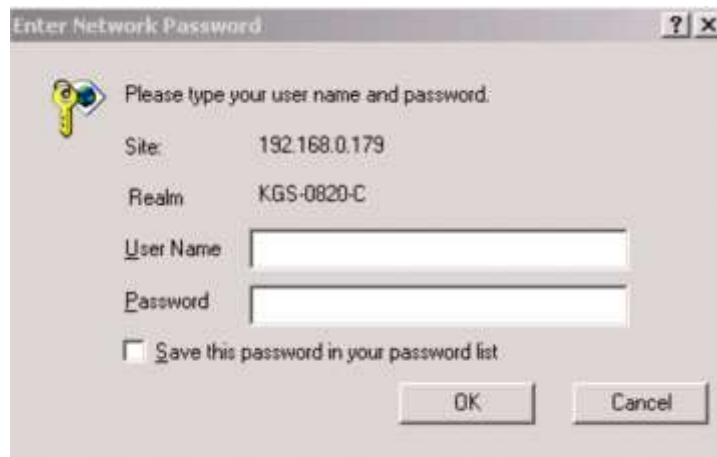 Enter Network Password
Please type your user name and password.
Site: 192.168.0.179
Realm KGS-0820-C
User Name
Password
Save this password in your password list
OK Cancel